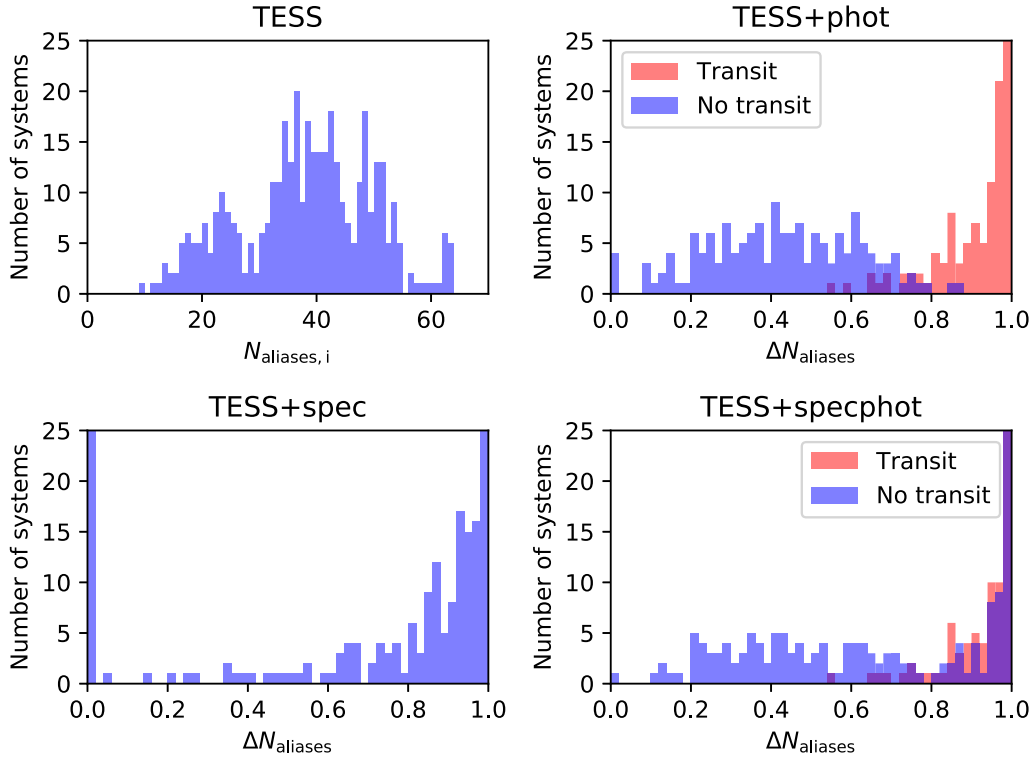 TESS
Number of systems
25
20
15
10
5
0
0 20 40 60
N_aliases, i
TESS+phot
Number of systems
25
20
15
10
5
0
Transit
No transit
0.0 0.2 0.4 0.6 0.8 1.0
ΔN_aliases
TESS+spec
Number of systems
25
20
15
10
5
0
0.0 0.2 0.4 0.6 0.8 1.0
ΔN_aliases
TESS+specphot
Number of systems
25
20
15
10
5
0
Transit
No transit
0.0 0.2 0.4 0.6 0.8 1.0
ΔN_aliases